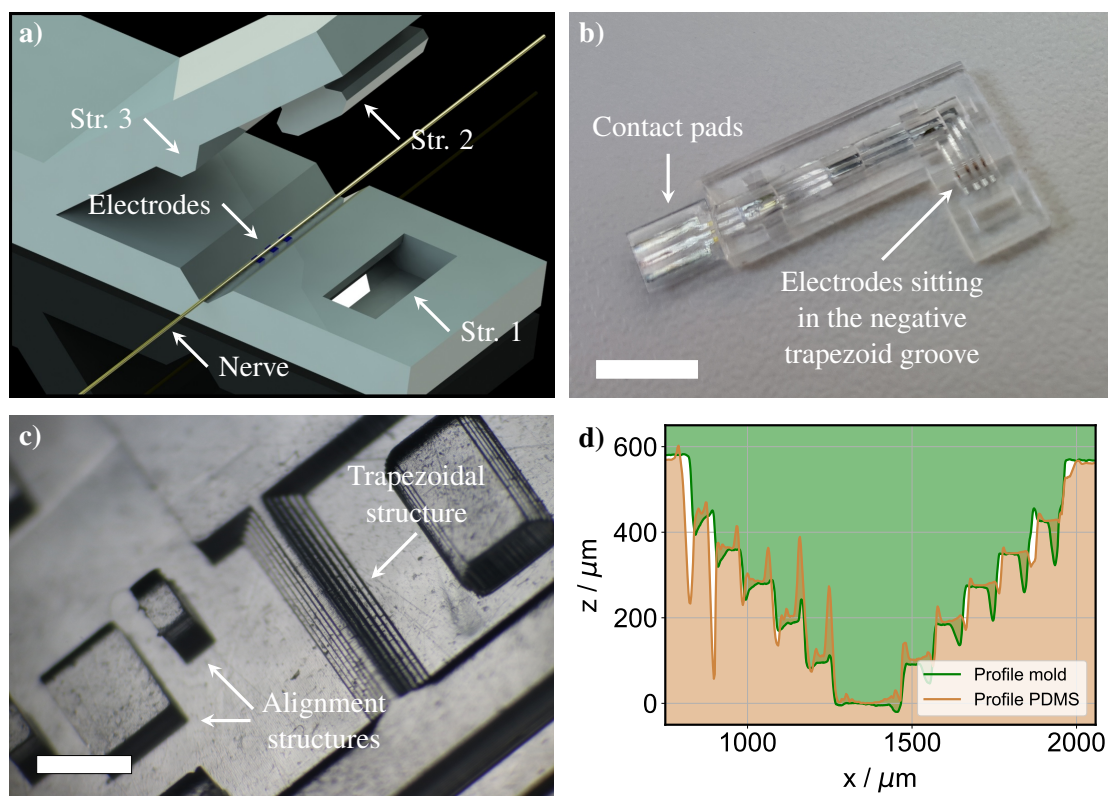 a)
Str. 3
Str. 2
Electrodes
Str. 1
Nerve
b)
Contact pads
Electrodes sitting
in the negative
trapezoid groove
c)
Trapezoidal
structure
Alignment
structures
d)
600
400
200
0
z / μm
Profile mold
Profile PDMS
1000
1500
2000
x / μm